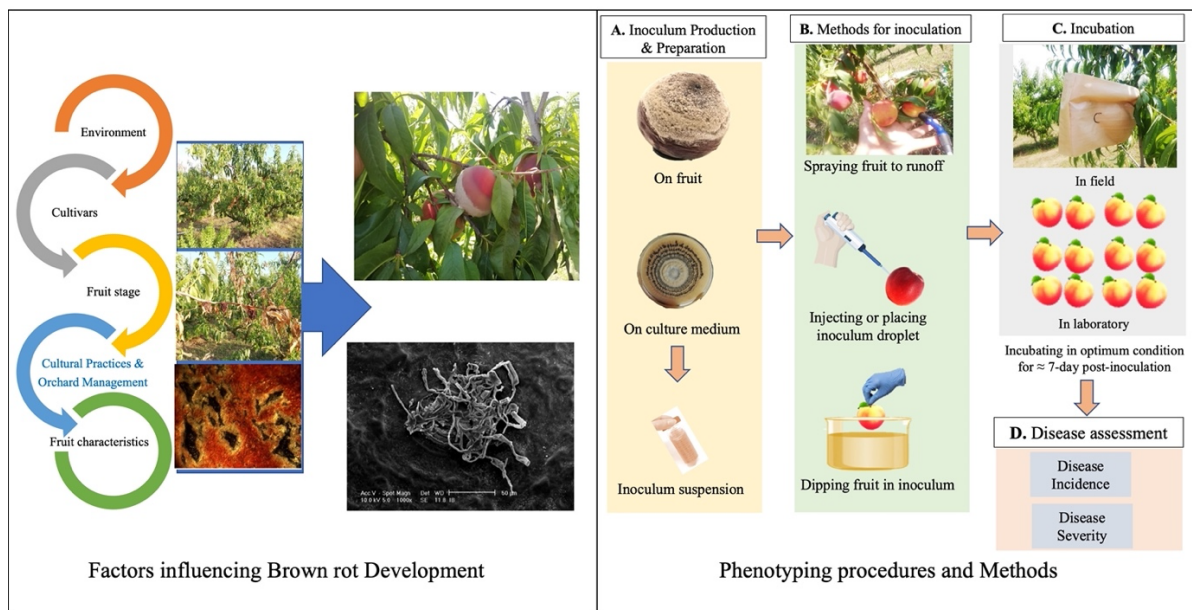 Environment
Cultivars
Fruit stage
Cultural Practices &
Orchard Management
Fruit characteristics
Acc.V Spot Magn Det WD 50 µm
10.0 kV 5.0 1000x SE 11.6 18
Factors influencing Brown rot Development
A. Inoculum Production
& Preparation
On fruit
On culture medium
Inoculum suspension
B. Methods for inoculation
Spraying fruit to runoff
Injecting or placing
inoculum droplet
Dipping fruit in inoculum
C. Incubation
In field
In laboratory
Incubating in optimum condition
for ≈ 7-day post-inoculation
D. Disease assessment
Disease
Incidence
Disease
Severity
Phenotyping procedures and Methods